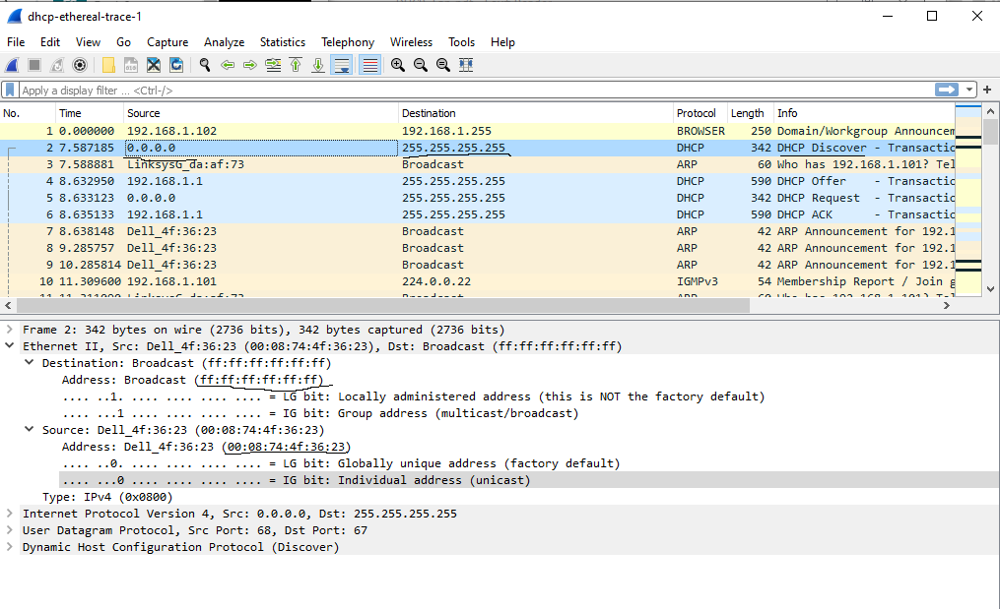 dhcp-ethereal-trace-1
File Edit View Go Capture Analyze Statistics Telephony Wireless Tools Help
Apply a display filter ... <Ctrl-/>
No. Time Source Destination Protocol Length Info
1 0.000000 192.168.1.102 192.168.1.255 BROWSER 250 Domain/Workgroup Announcem
2 7.587185 0.0.0.0 255.255.255.255 DHCP 342 DHCP Discover - Transactio
3 7.588881 LinksysG_da:af:73 Broadcast ARP 60 Who has 192.168.1.101? Tel
4 8.632950 192.168.1.1 255.255.255.255 DHCP 590 DHCP Offer - Transactio
5 8.633123 0.0.0.0 255.255.255.255 DHCP 342 DHCP Request - Transactio
6 8.635133 192.168.1.1 255.255.255.255 DHCP 590 DHCP ACK - Transactio
7 8.638148 Dell_4f:36:23 Broadcast ARP 42 ARP Announcement for 192.1
8 9.285757 Dell_4f:36:23 Broadcast ARP 42 ARP Announcement for 192.1
9 10.285814 Dell_4f:36:23 Broadcast ARP 42 ARP Announcement for 192.1
10 11.309600 192.168.1.101 224.0.0.22 IGMPv3 54 Membership Report / Join g
Frame 2: 342 bytes on wire (2736 bits), 342 bytes captured (2736 bits)
Ethernet II, Src: Dell_4f:36:23 (00:08:74:4f:36:23), Dst: Broadcast (ff:ff:ff:ff:ff:ff)
Destination: Broadcast (ff:ff:ff:ff:ff:ff)
Address: Broadcast (ff:ff:ff:ff:ff:ff)
.... ..1. .... .... .... .... = LG bit: Locally administered address (this is NOT the factory default)
.... ...1 .... .... .... .... = IG bit: Group address (multicast/broadcast)
Source: Dell_4f:36:23 (00:08:74:4f:36:23)
Address: Dell_4f:36:23 (00:08:74:4f:36:23)
.... ..0. .... .... .... .... = LG bit: Globally unique address (factory default)
.... ...0 .... .... .... .... = IG bit: Individual address (unicast)
Type: IPv4 (0x0800)
Internet Protocol Version 4, Src: 0.0.0.0, Dst: 255.255.255.255
User Datagram Protocol, Src Port: 68, Dst Port: 67
Dynamic Host Configuration Protocol (Discover)